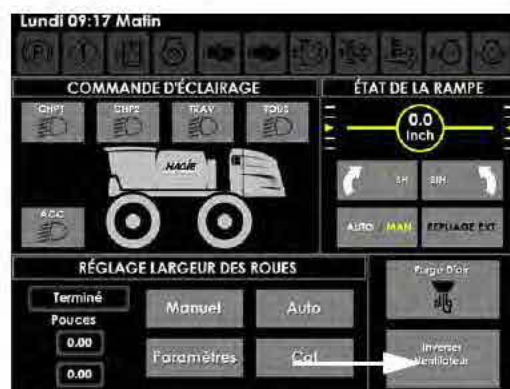 Lundi 09:17 Matin
COMMANDE D'ÉCLAIRAGE
CHP1 CHP2 TRAV TOUS
HAGIE
ACC
ÉTAT DE LA RAMPE
0.0
Inch
SH SIH
AUTO MAN REPLIAGE EXT
RÉGLAGE LARGEUR DES ROUES
Terminé
Pouces
0.00
0.00
Manuel Auto
Paramètres Cal
Purge D'air
Inverser
Ventilateur